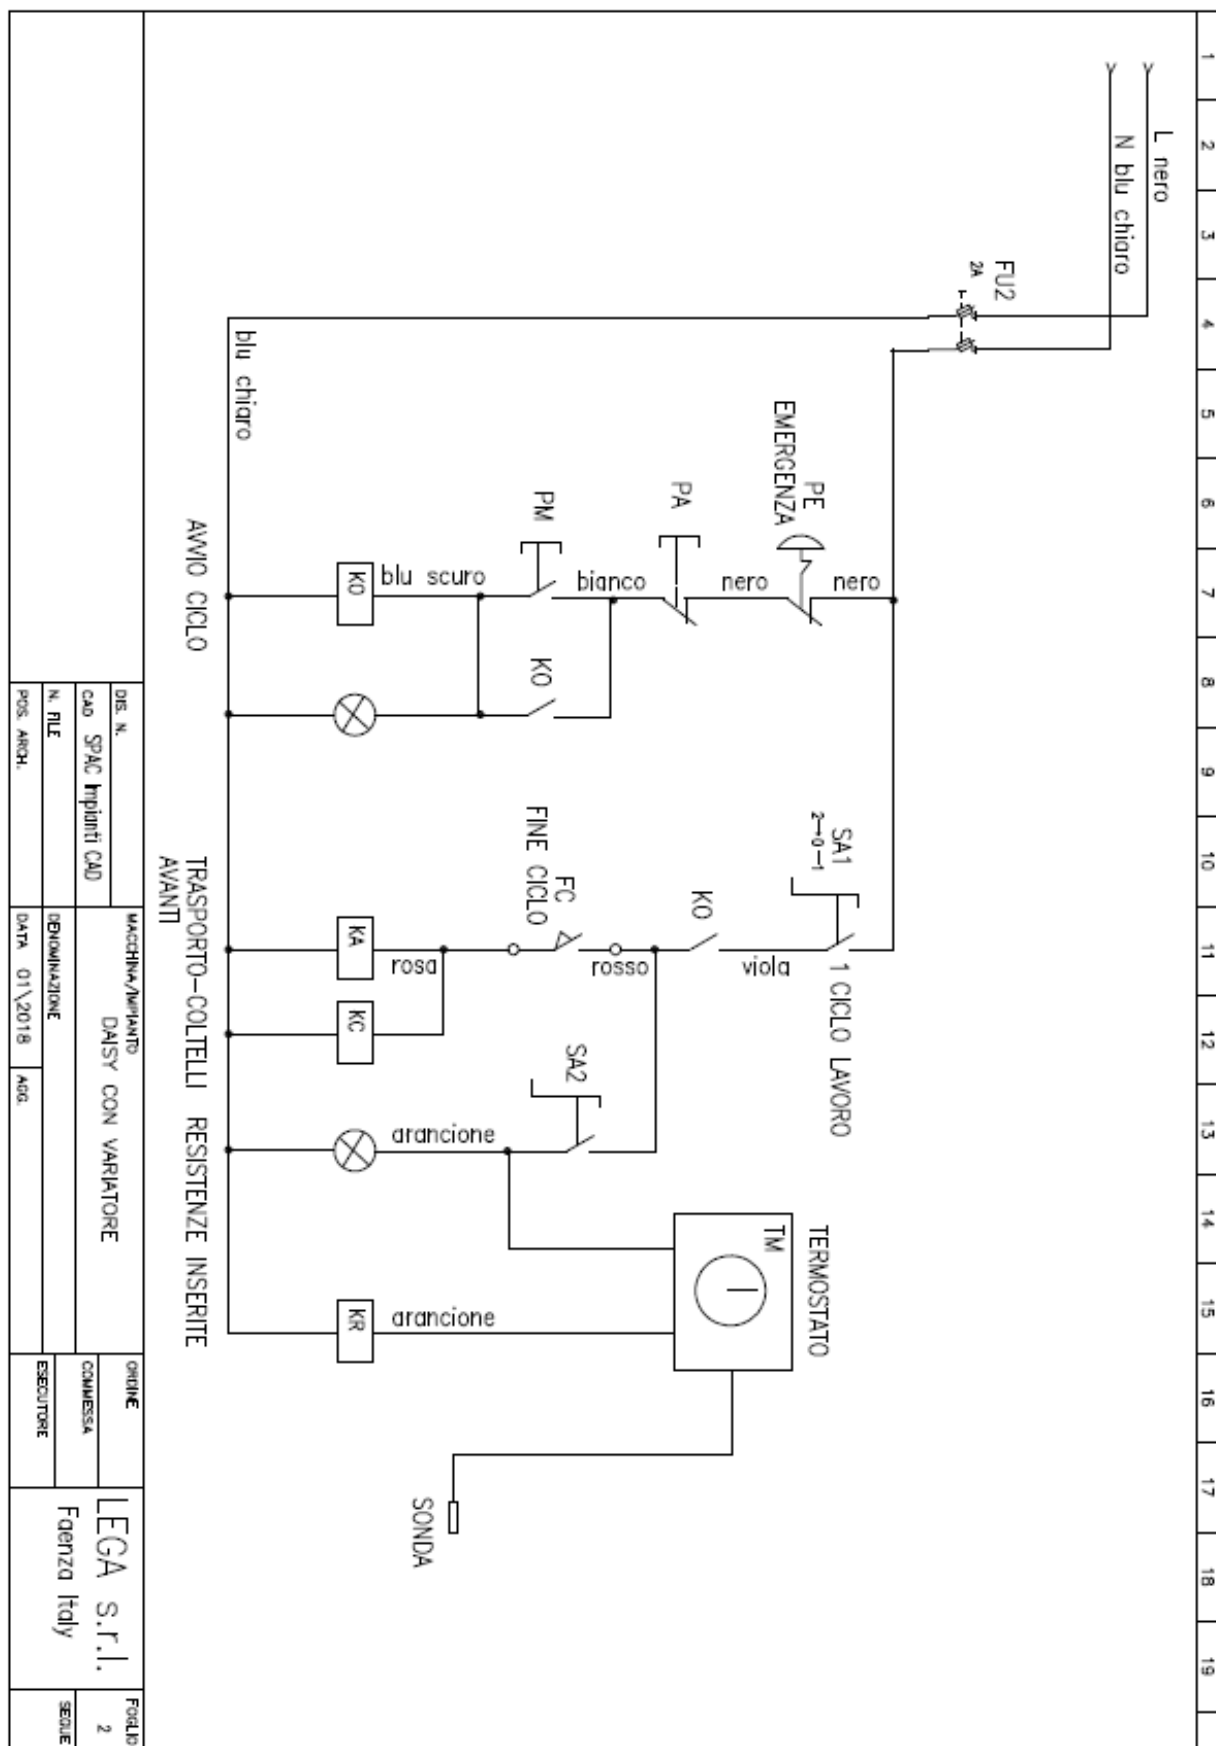 1 2 3 4 5 6 7 8 9 10 11 12 13 14 15 16 17 18 19
L nero
N blu chiaro
FU2
2A
PE
EMERGENZA
nero
nero
PA
bianco
PM
blu scuro
KO
KO
blu chiaro
AVVIO CICLO
SA1
2→0-1
1 CICLO LAVORO
viola
KO
rosso
FC
FINE CICLO
rosa
KA
KC
SA2
arancione
TERMOSTATO
TM
arancione
KR
SONDA
TRASPORTO-COLTELLI
AVANTI
RESISTENZE INSERITE
DIS. N.
CAD SPAC Impianti CAD
N. FILE
POS. ARCH.
MACCHINA/IMPIANTO
DAISY CON VARIATORE
DENOMINAZIONE
DATA 01\2018
AGG.
ORDINE
COMMESSA
ESECUTORE
LEGA s.r.l.
Faenza Italy
FOGLIO
2
SEGUE